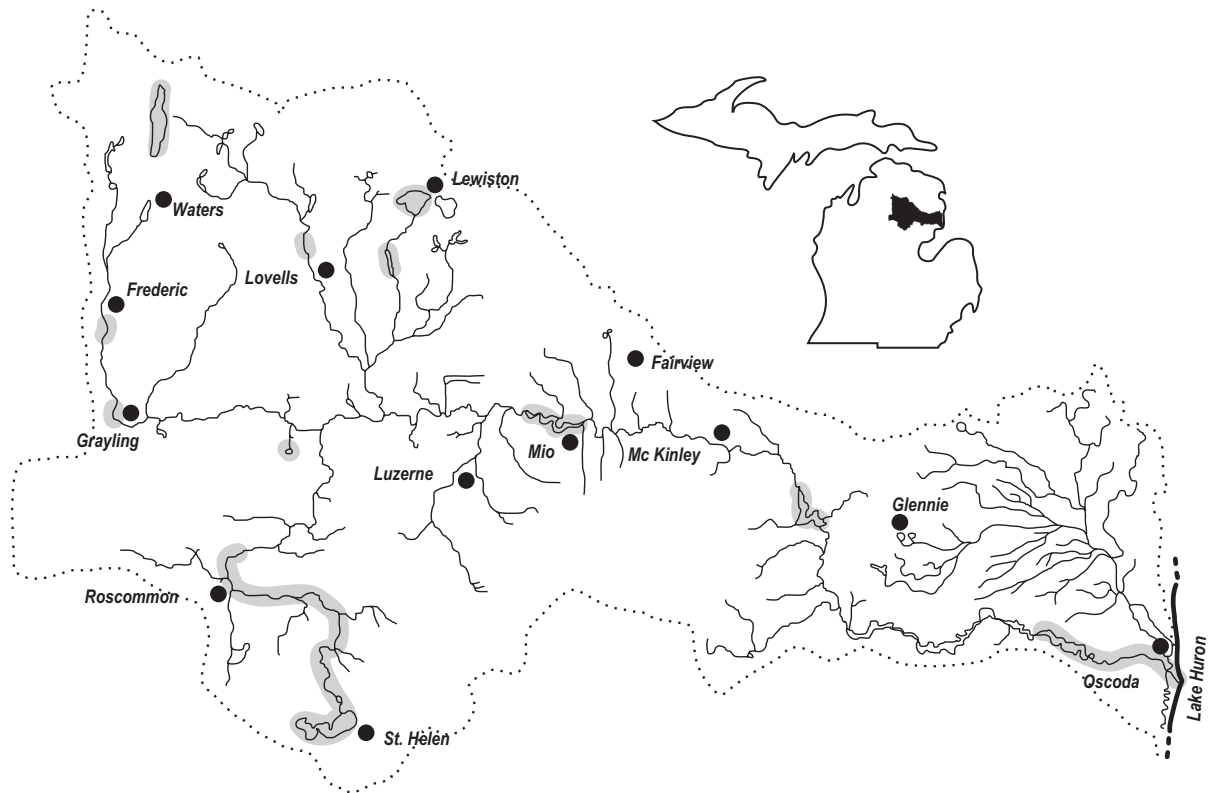 Lewiston
Waters
Lovells
Frederic
Fairview
Grayling
Mio
Mc Kinley
Luzerne
Glennie
Roscommon
Oscoda
Lake Huron
St. Helen